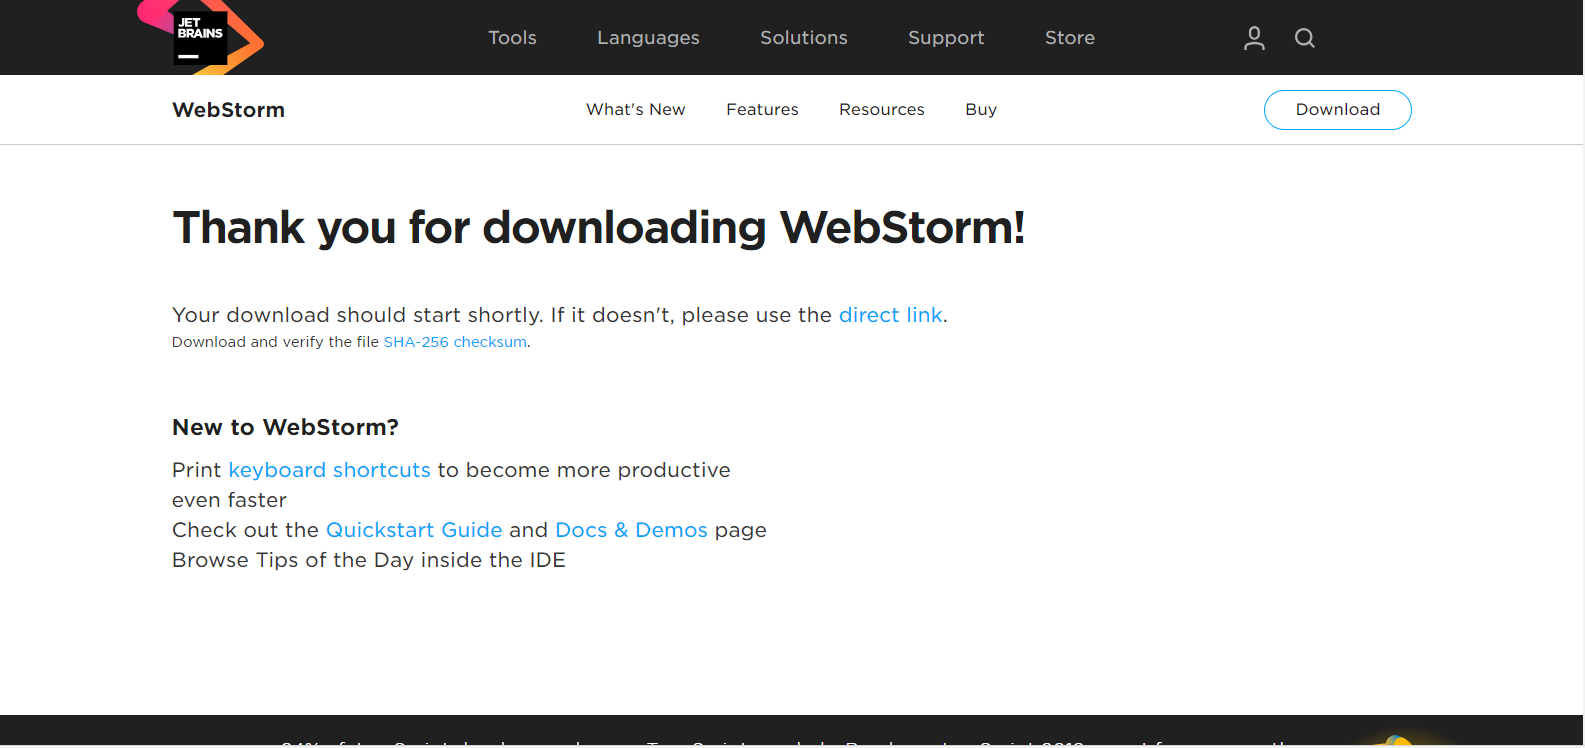 JET
BRAINS
Tools Languages Solutions Support Store
WebStorm What's New Features Resources Buy Download
Thank you for downloading WebStorm!
Your download should start shortly. If it doesn't, please use the direct link.
Download and verify the file SHA-256 checksum.
New to WebStorm?
Print keyboard shortcuts to become more productive
even faster
Check out the Quickstart Guide and Docs & Demos page
Browse Tips of the Day inside the IDE